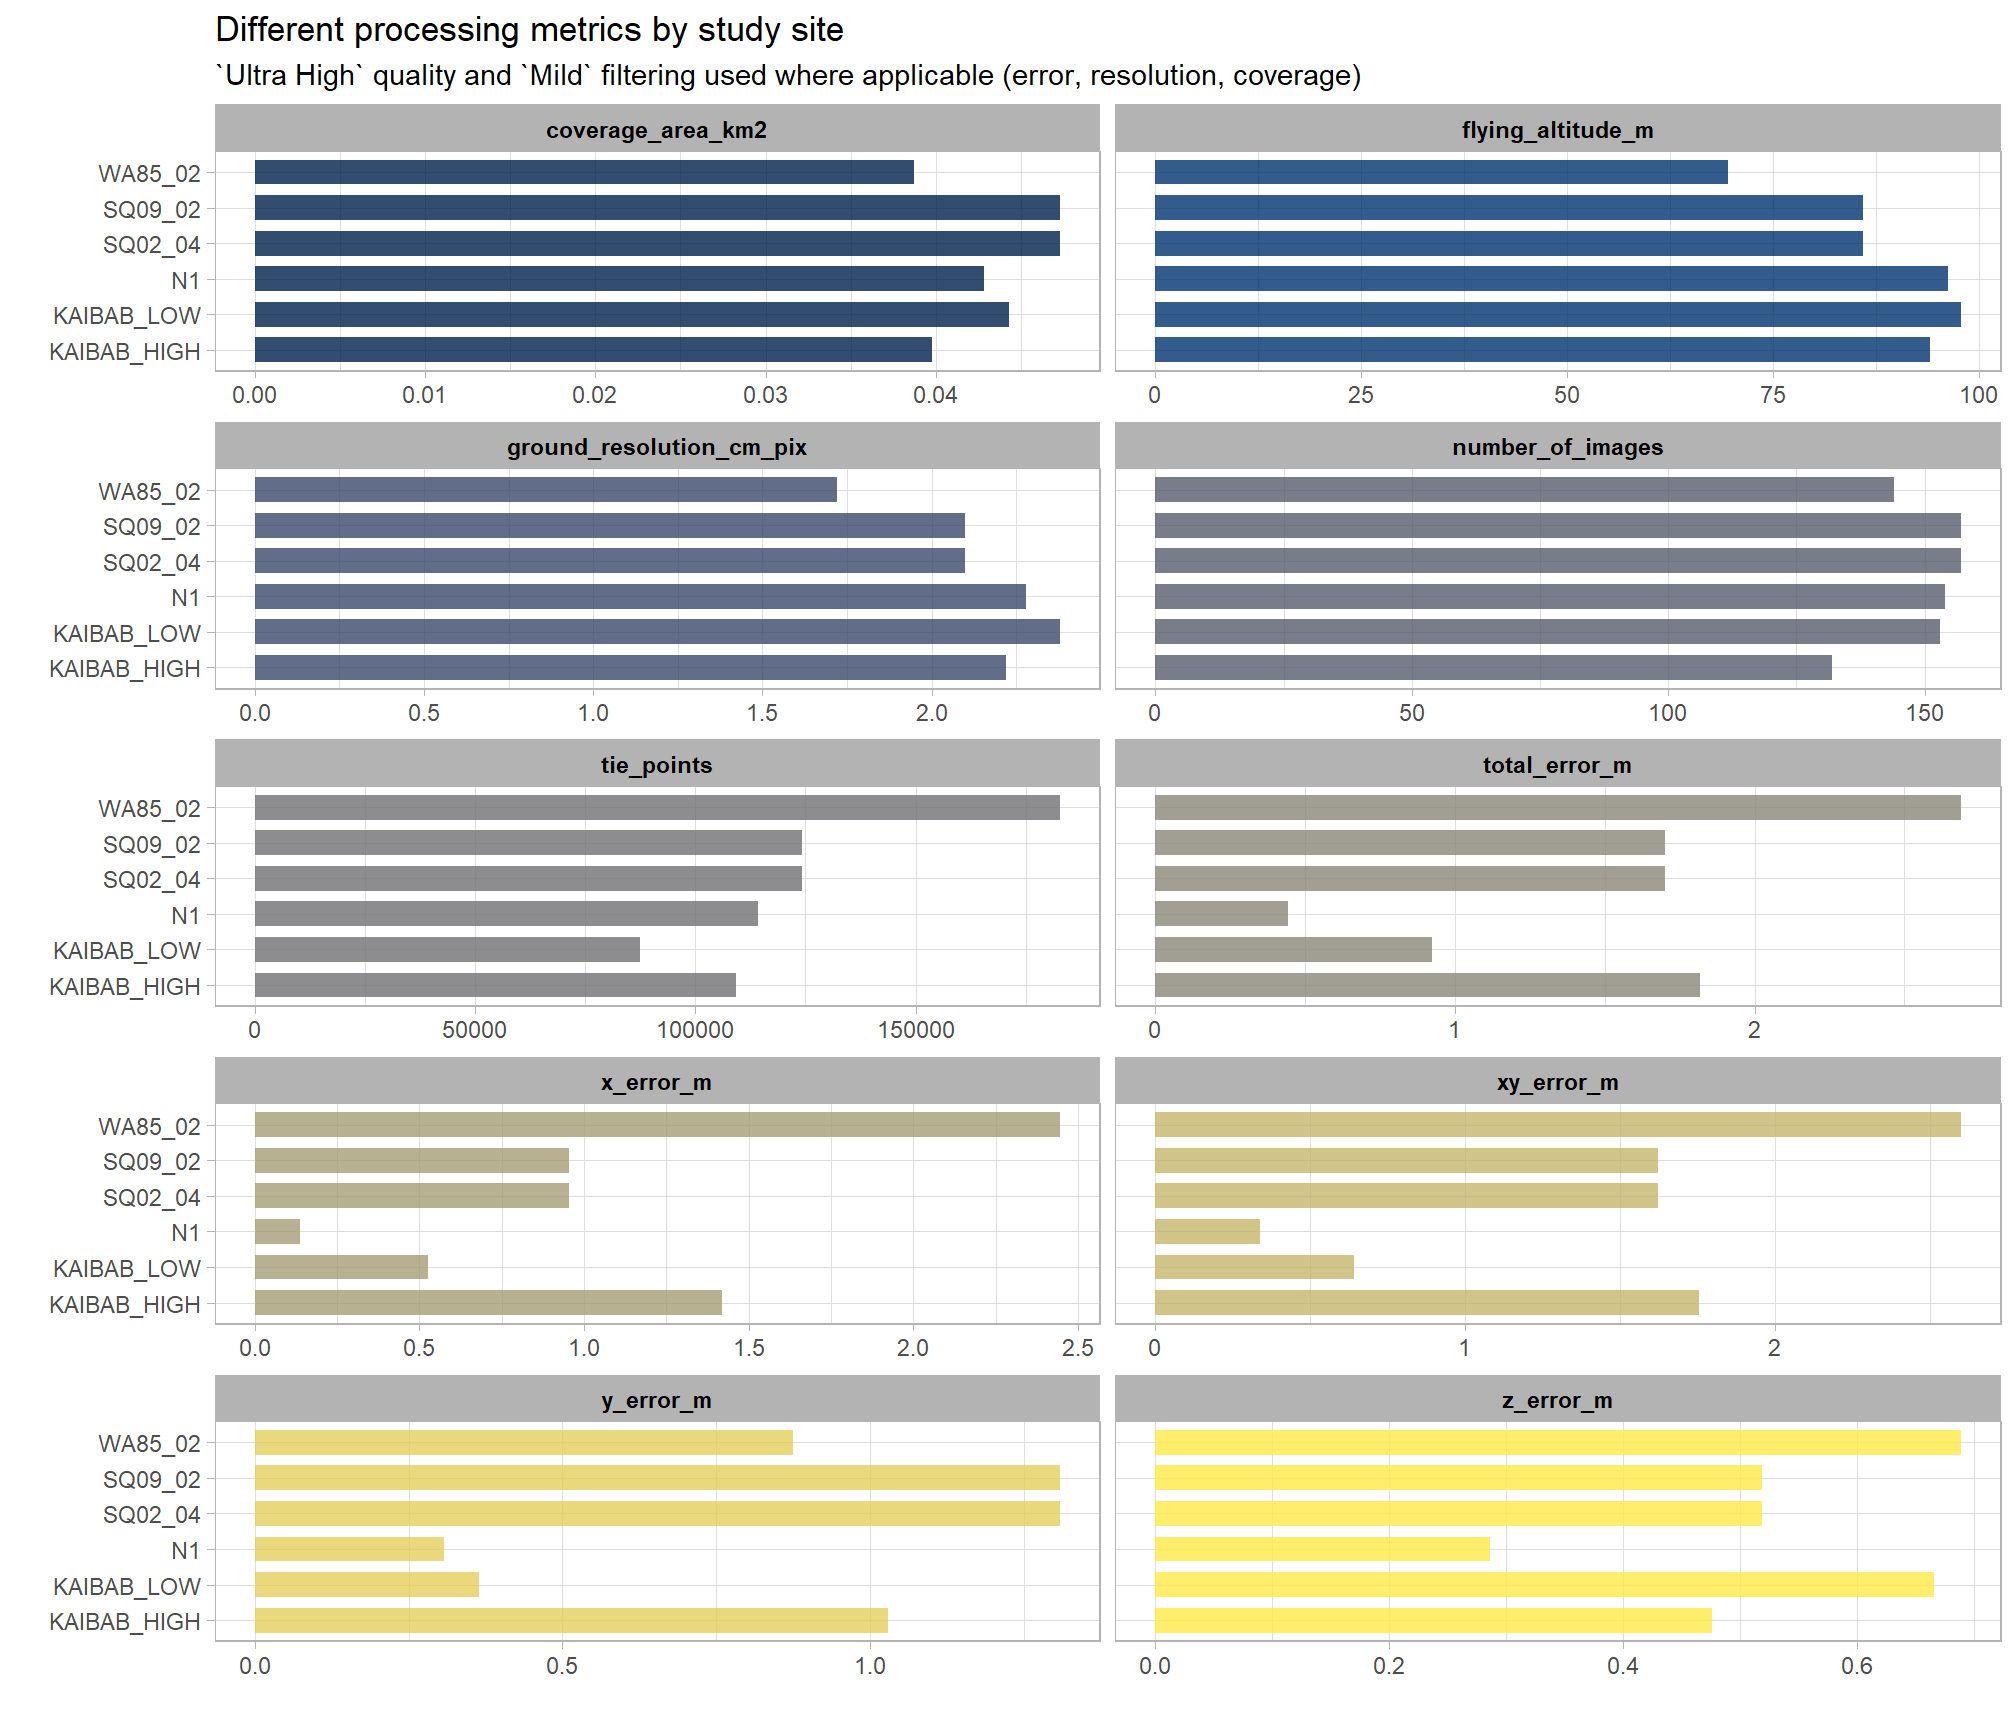 Different processing metrics by study site
`Ultra High` quality and `Mild` filtering used where applicable (error, resolution, coverage)
coverage_area_km2
WA85_02
SQ09_02
SQ02_04
N1
KAIBAB_LOW
KAIBAB_HIGH
0.00 0.01 0.02 0.03 0.04
flying_altitude_m
0 25 50 75 100
ground_resolution_cm_pix
WA85_02
SQ09_02
SQ02_04
N1
KAIBAB_LOW
KAIBAB_HIGH
0.0 0.5 1.0 1.5 2.0
number_of_images
0 50 100 150
tie_points
WA85_02
SQ09_02
SQ02_04
N1
KAIBAB_LOW
KAIBAB_HIGH
0 50000 100000 150000
total_error_m
0 1 2
x_error_m
WA85_02
SQ09_02
SQ02_04
N1
KAIBAB_LOW
KAIBAB_HIGH
0.0 0.5 1.0 1.5 2.0 2.5
xy_error_m
0 1 2
y_error_m
WA85_02
SQ09_02
SQ02_04
N1
KAIBAB_LOW
KAIBAB_HIGH
0.0 0.5 1.0
z_error_m
0.0 0.2 0.4 0.6